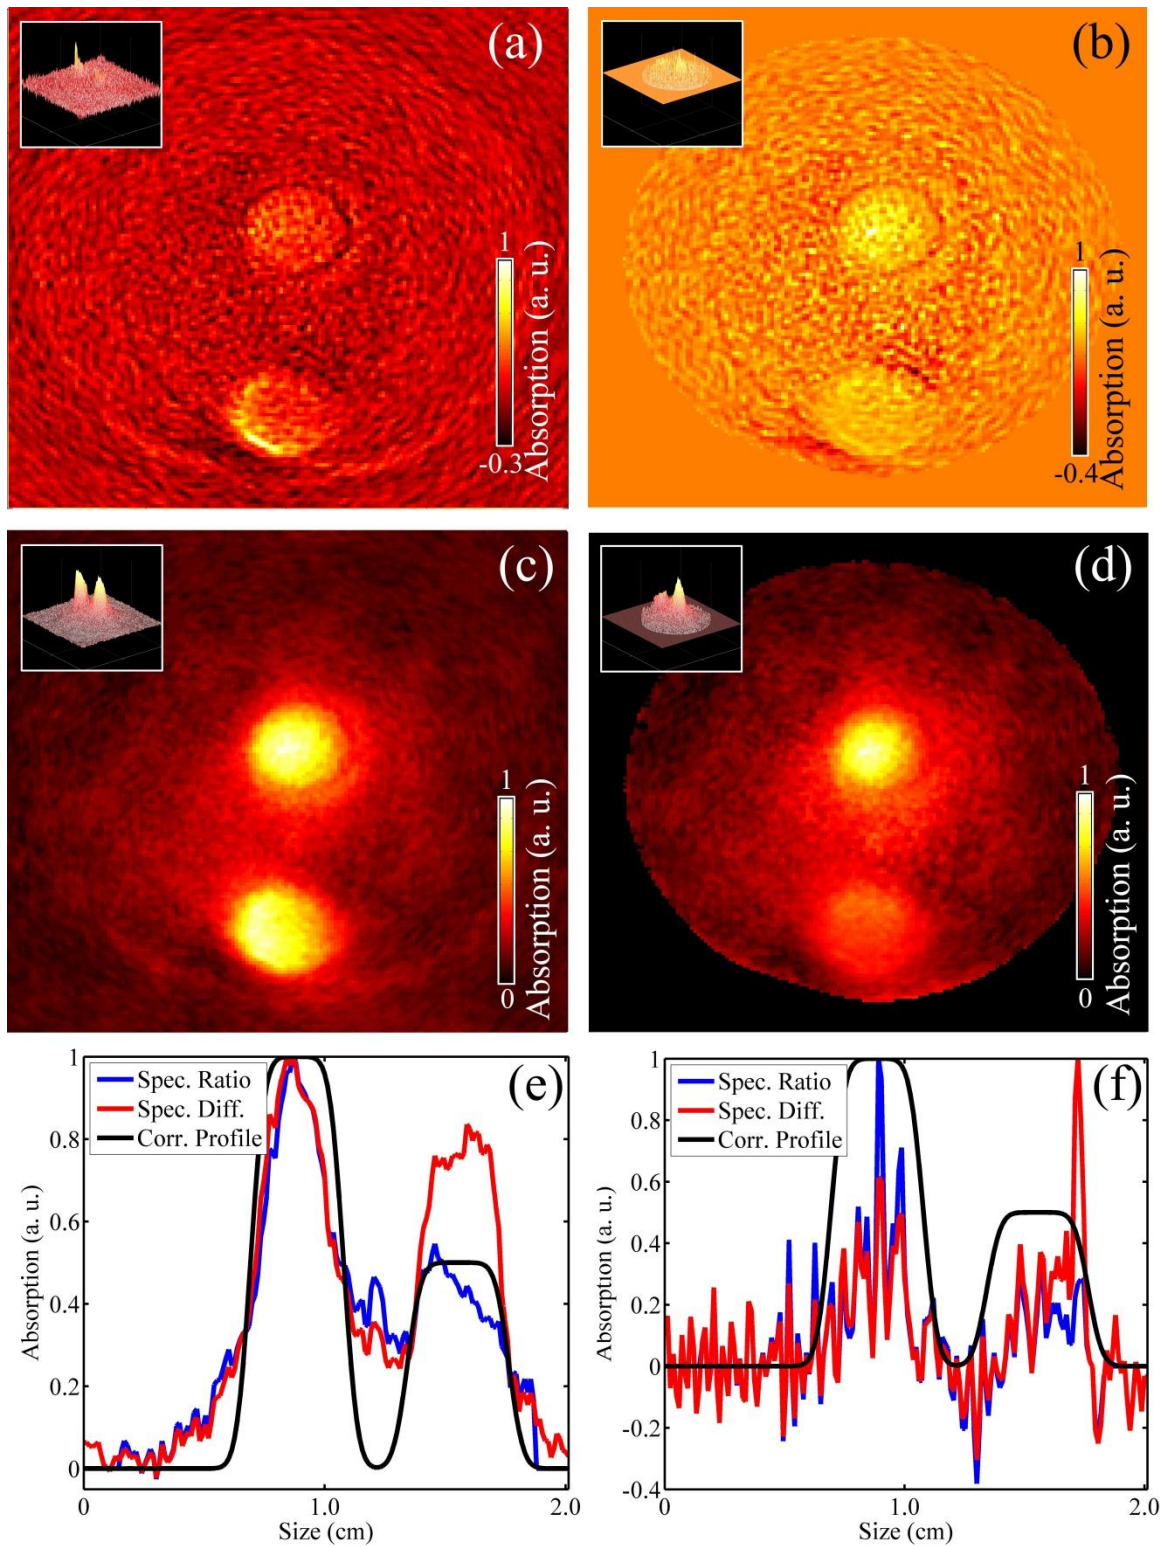 (a)
1
Absorption (a. u.)
-0.3
(b)
1
Absorption (a. u.)
-0.4
(c)
1
Absorption (a. u.)
0
(d)
1
Absorption (a. u.)
0
(e)
Spec. Ratio
Spec. Diff.
Corr. Profile
1
0.8
0.6
0.4
0.2
0
Absorption (a. u.)
0
1.0
2.0
Size (cm)
(f)
Spec. Ratio
Spec. Diff.
Corr. Profile
1
0.8
0.6
0.4
0.2
0
-0.2
-0.4
Absorption (a. u.)
0
1.0
2.0
Size (cm)